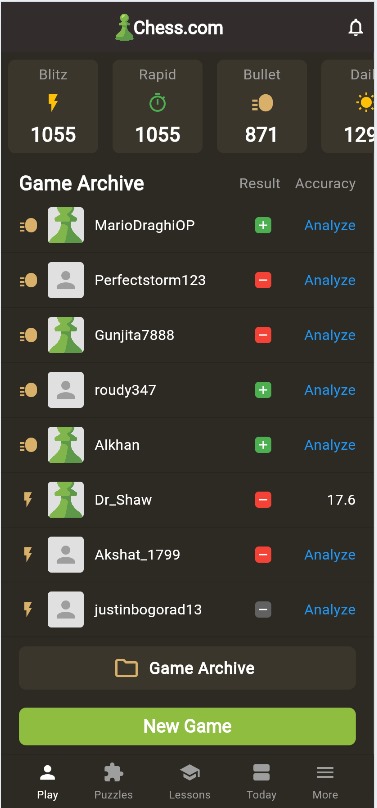 Chess.com
Blitz Rapid Bullet Dail
1055 1055 871 129
Game Archive Result Accuracy
MarioDraghiOP Analyze
Perfectstorm123 Analyze
Gunjita7888 Analyze
roudy347 Analyze
Alkhan Analyze
Dr_Shaw 17.6
Akshat_1799 Analyze
justinbogorad13 Analyze
Game Archive
New Game
Play Puzzles Lessons Today More